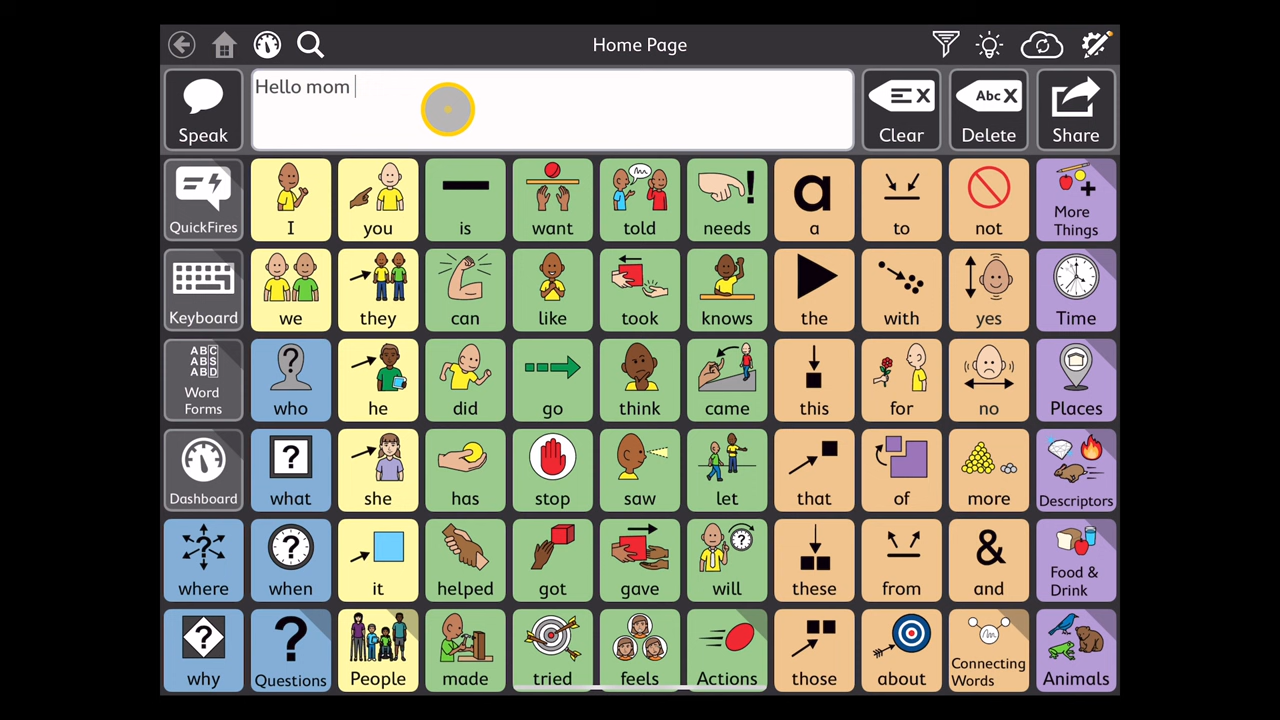 Home Page
Hello mom
Speak
Clear
Abc X
Delete
Share
QuickFires
I
you
is
want
told
needs
a
a
to
not
More
Things
Keyboard
we
they
can
like
took
knows
the
with
yes
Time
ABC
ABS
ABD
Word
Forms
who
he
did
go
think
came
this
for
no
Places
Dashboard
what
she
has
stop
saw
let
that
of
more
Descriptors
where
when
it
helped
got
gave
will
these
from
&
and
Food &
Drink
why
Questions
People
made
tried
feels
Actions
those
about
Connecting
Words
Animals